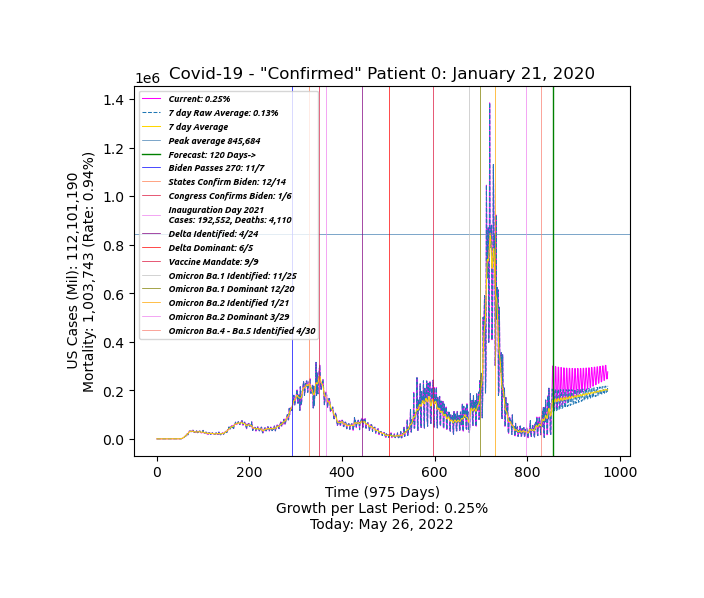 Covid-19 - "Confirmed" Patient 0: January 21, 2020
1e6
1.4
1.2
1.0
0.8
0.6
0.4
0.2
0.0
US Cases (Mil): 112,101,190
Mortality: 1,003,743 (Rate: 0.94%)
Current: 0.25%
7 day Raw Average: 0.13%
7 day Average
Peak average 845,684
Forecast: 120 Days->
Biden Passes 270: 11/7
States Confirm Biden: 12/14
Congress Confirms Biden: 1/6
Inauguration Day 2021
Cases: 192,552, Deaths: 4,110
Delta Identified: 4/24
Delta Dominant: 6/5
Vaccine Mandate: 9/9
Omicron Ba.1 Identified: 11/25
Omicron Ba.1 Dominant 12/20
Omicron Ba.2 Identified 1/21
Omicron Ba.2 Dominant 3/29
Omicron Ba.4 - Ba.5 Identified 4/30
0 200 400 600 800 1000
Time (975 Days)
Growth per Last Period: 0.25%
Today: May 26, 2022